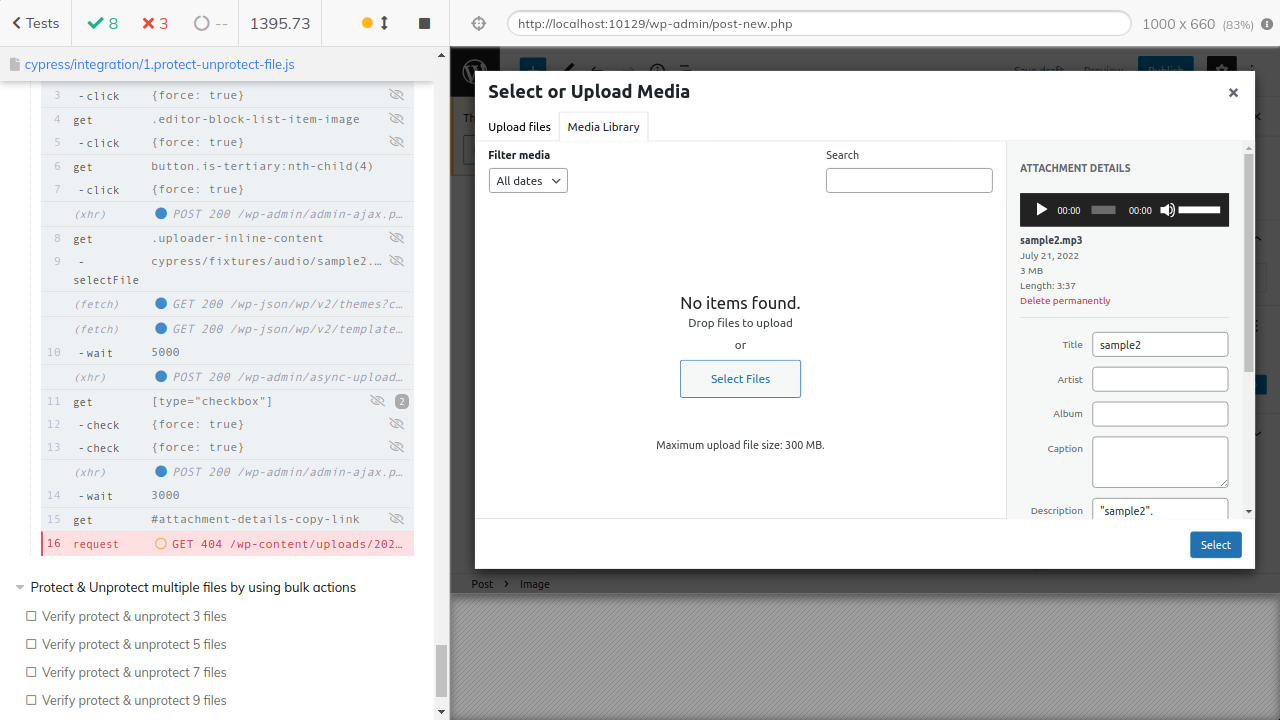 Tests
8
3
--
1395.73
http://localhost:10129/wp-admin/post-new.php
1000 x 660 (83%)
cypress/integration/1.protect-unprotect-file.js
3 -click {force: true}
4 get .editor-block-list-item-image
5 -click {force: true}
6 get button.is-tertiary:nth-child(4)
7 -click {force: true}
(xhr) POST 200 /wp-admin/admin-ajax.p…
8 get .uploader-inline-content
9 -selectFile cypress/fixtures/audio/sample2.…
(fetch) GET 200 /wp-json/wp/v2/themes?c…
(fetch) GET 200 /wp-json/wp/v2/template…
10 -wait 5000
(xhr) POST 200 /wp-admin/async-upload…
11 get [type="checkbox"] 2
12 -check {force: true}
13 -check {force: true}
(xhr) POST 200 /wp-admin/admin-ajax.p…
14 -wait 3000
15 get #attachment-details-copy-link
16 request GET 404 /wp-content/uploads/202…
Protect & Unprotect multiple files by using bulk actions
Verify protect & unprotect 3 files
Verify protect & unprotect 5 files
Verify protect & unprotect 7 files
Verify protect & unprotect 9 files
Save draft Preview Publish
Select or Upload Media
Upload files
Media Library
Filter media
All dates
Search
No items found.
Drop files to upload
or
Select Files
Maximum upload file size: 300 MB.
ATTACHMENT DETAILS
00:00 00:00
sample2.mp3
July 21, 2022
3 MB
Length: 3:37
Delete permanently
Title sample2
Artist
Album
Caption
Description "sample2".
Select
Post > Image